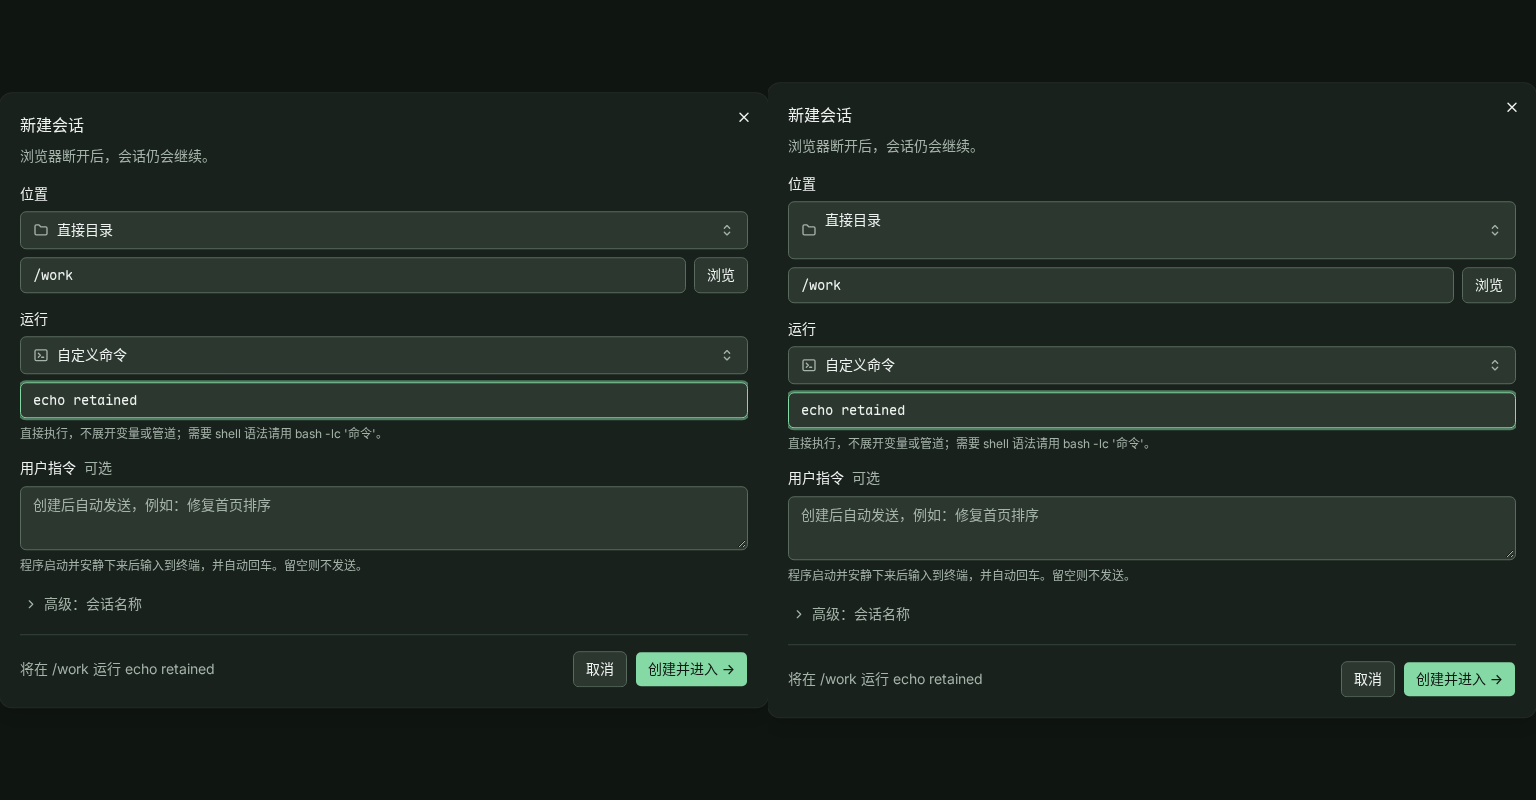 新建会话
浏览器断开后，会话仍会继续。
位置
直接目录
/work
浏览
运行
自定义命令
echo retained
直接执行，不展开变量或管道；需要 shell 语法请用 bash -lc '命令'。
用户指令 可选
创建后自动发送，例如：修复首页排序
程序启动并安静下来后输入到终端，并自动回车。留空则不发送。
高级：会话名称
将在 /work 运行 echo retained
取消
创建并进入 →
新建会话
浏览器断开后，会话仍会继续。
位置
直接目录
/work
浏览
运行
自定义命令
echo retained
直接执行，不展开变量或管道；需要 shell 语法请用 bash -lc '命令'。
用户指令 可选
创建后自动发送，例如：修复首页排序
程序启动并安静下来后输入到终端，并自动回车。留空则不发送。
高级：会话名称
将在 /work 运行 echo retained
取消
创建并进入 →